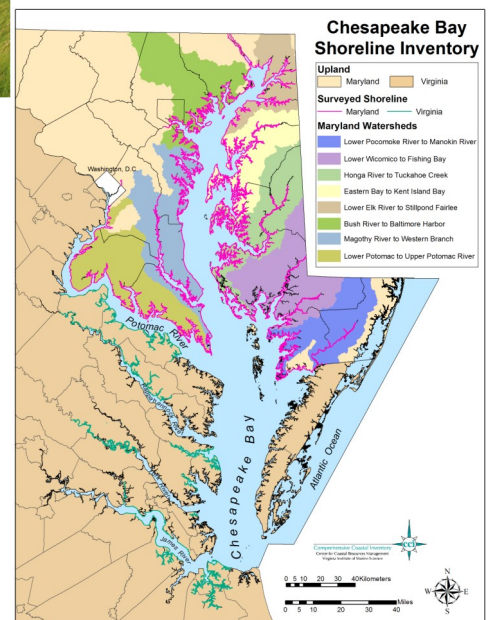 Chesapeake Bay
Shoreline Inventory
Upland
Maryland
Virginia
Surveyed Shoreline
Maryland
Virginia
Maryland Watersheds
Lower Pocomoke River to Manokin River
Lower Wicomico to Fishing Bay
Honga River to Tuckahoe Creek
Eastern Bay to Kent Island Bay
Lower Elk River to Stillpond Fairlee
Bush River to Baltimore Harbor
Magothy River to Western Branch
Lower Potomac to Upper Potomac River
Washington, D.C.
Potomac River
Chesapeake Bay
Atlantic Ocean
James River
Comprehensive Coastal Inventory
Center for Coastal Resources Management
Virginia Institute of Marine Science
CCI
0 5 10 20 30 40 Kilometers
0 5 10 20 30 40 Miles
N
W
E
S